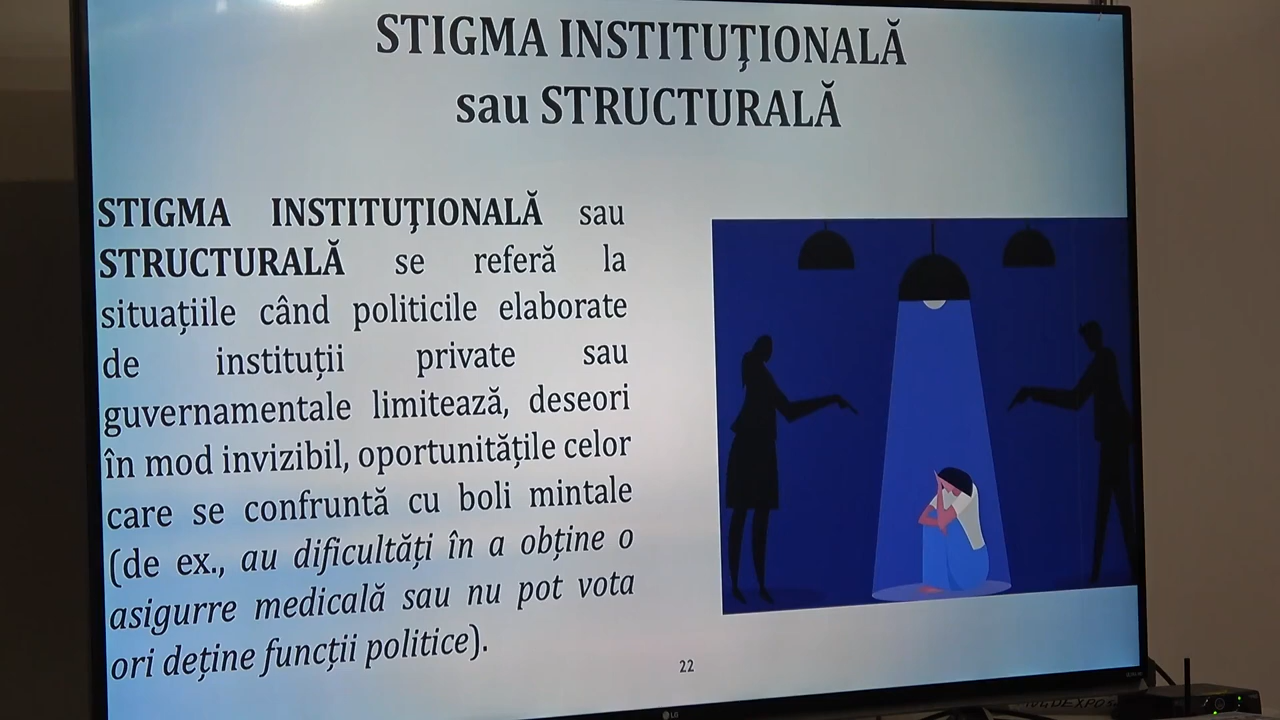 STIGMA INSTITUȚIONALĂ
sau STRUCTURALĂ
STIGMA INSTITUȚIONALĂ sau
STRUCTURALĂ se referă la
situațiile când politicile elaborate
de instituții private sau
guvernamentale limitează, deseori
în mod invizibil, oportunitățile celor
care se confruntă cu boli mintale
(de ex., au dificultăți în a obține o
asigurre medicală sau nu pot vota
ori deține funcții politice).
22
LG